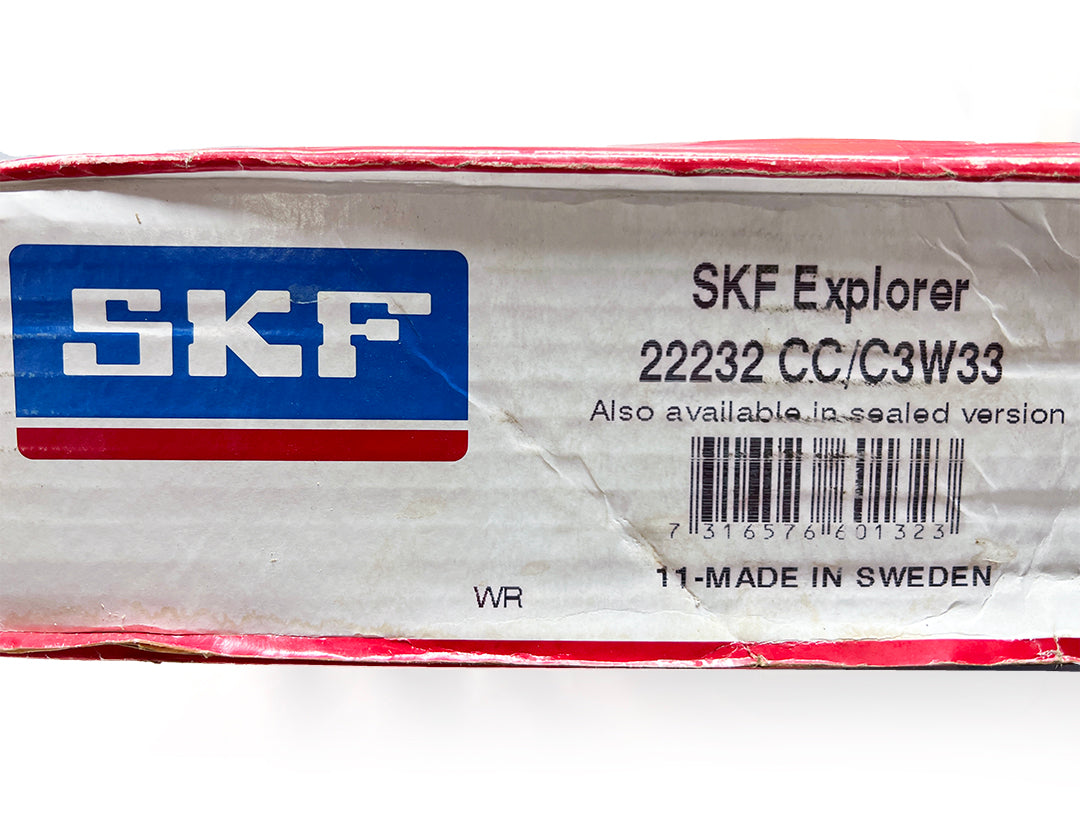 SKF
SKF Explorer
22232 CC/C3W33
Also available in sealed version
7 316576 601323
11-MADE IN SWEDEN
WR